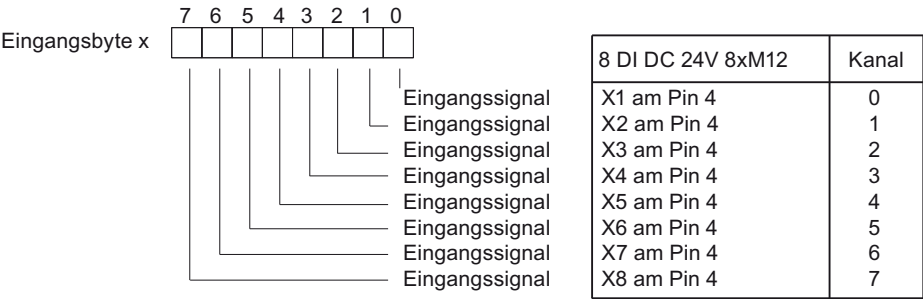 7 6 5 4 3 2 1 0
Eingangsbyte x
8 DI DC 24V 8xM12 Kanal
Eingangssignal X1 am Pin 4 0
Eingangssignal X2 am Pin 4 1
Eingangssignal X3 am Pin 4 2
Eingangssignal X4 am Pin 4 3
Eingangssignal X5 am Pin 4 4
Eingangssignal X6 am Pin 4 5
Eingangssignal X7 am Pin 4 6
Eingangssignal X8 am Pin 4 7